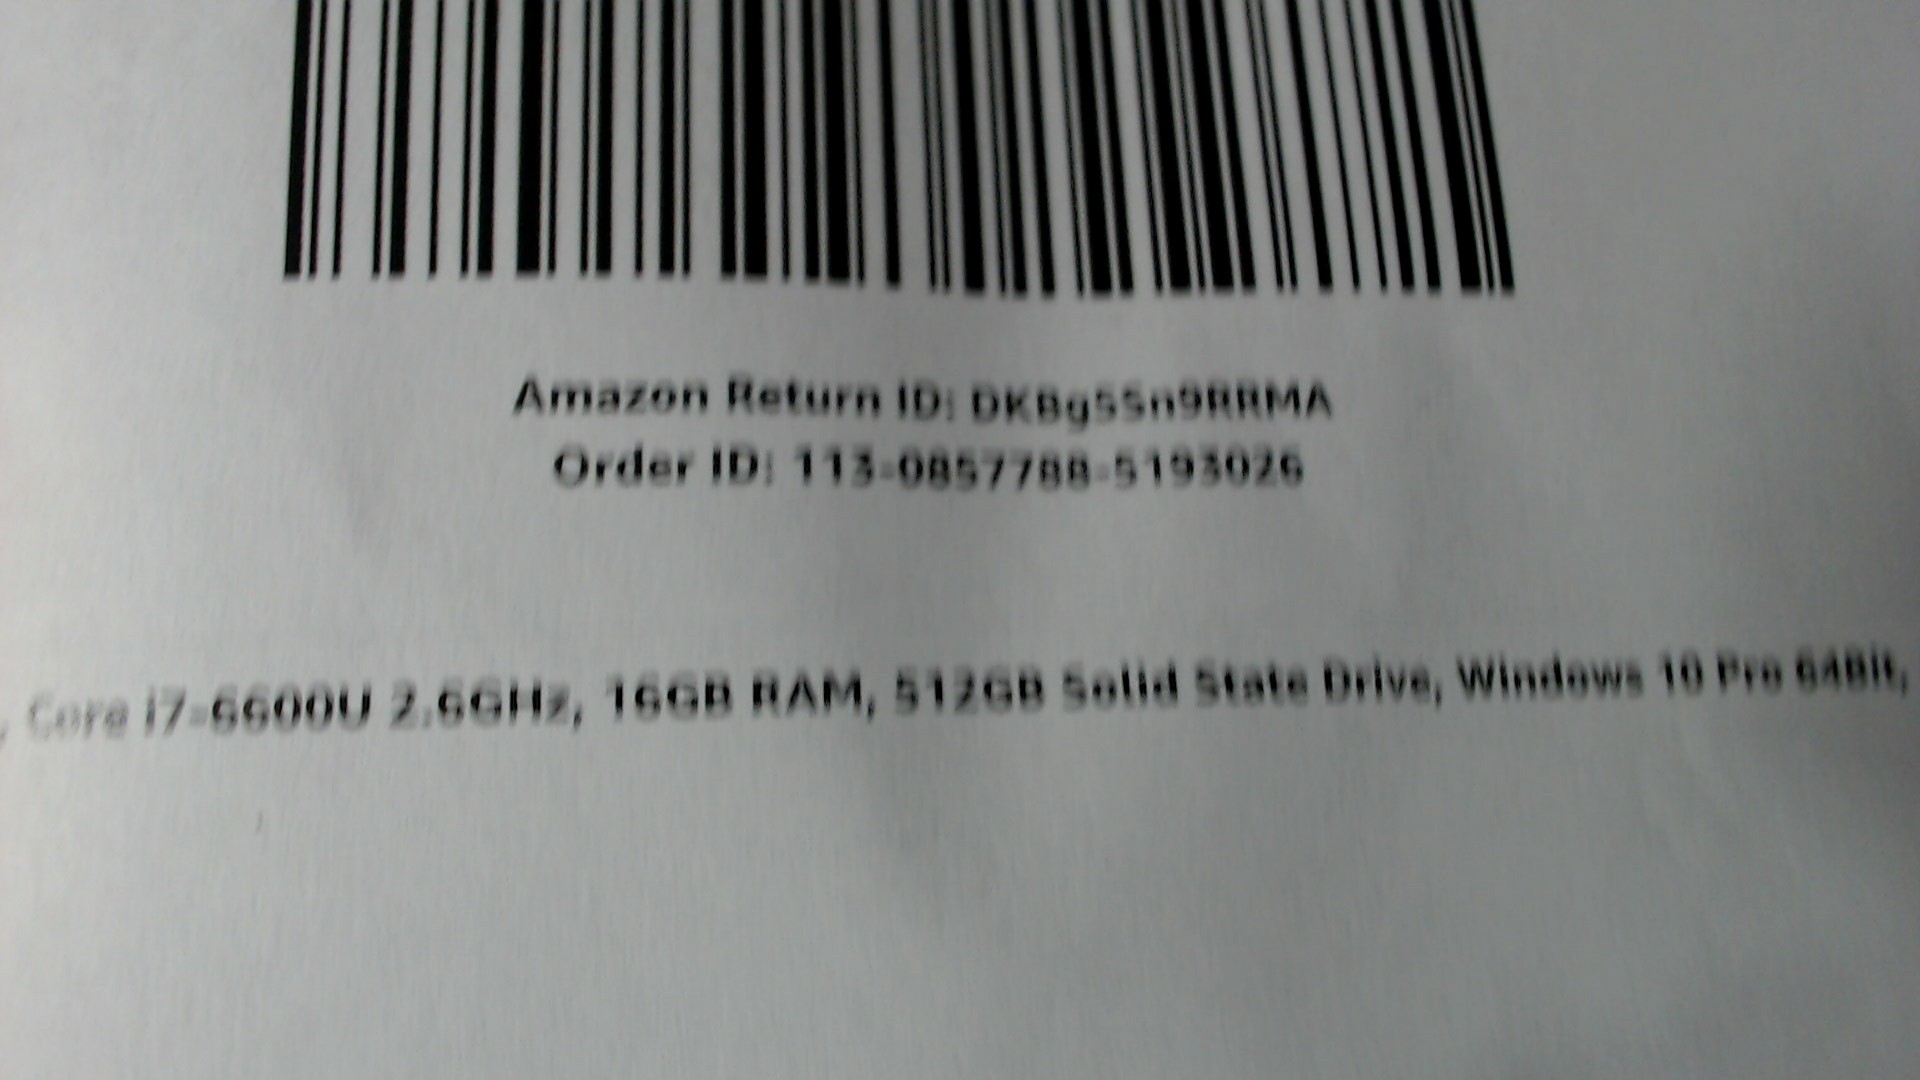 Amazon Return ID: DKBg5Sn9RRMA
Order ID: 113-0857788-5193026
, Core i7-6600U 2.6GHz, 16GB RAM, 512GB Solid State Drive, Windows 10 Pro 64Bit,